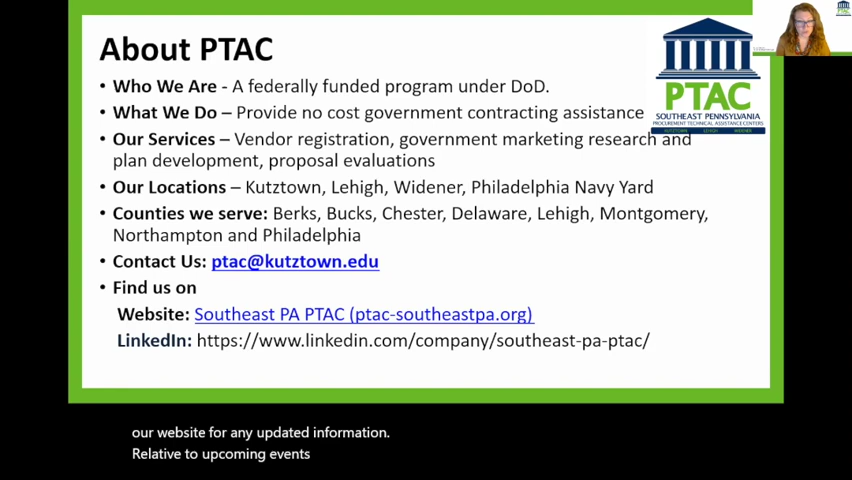 About PTAC
• Who We Are - A federally funded program under DoD.
• What We Do – Provide no cost government contracting assistance
• Our Services – Vendor registration, government marketing research and
plan development, proposal evaluations
• Our Locations – Kutztown, Lehigh, Widener, Philadelphia Navy Yard
• Counties we serve: Berks, Bucks, Chester, Delaware, Lehigh, Montgomery,
Northampton and Philadelphia
• Contact Us: ptac@kutztown.edu
• Find us on
Website: Southeast PA PTAC (ptac-southeastpa.org)
LinkedIn: https://www.linkedin.com/company/southeast-pa-ptac/
PTAC
SOUTHEAST PENNSYLVANIA
PROCUREMENT TECHNICAL ASSISTANCE CENTERS
KUTZTOWN LEHIGH WIDENER
our website for any updated information.
Relative to upcoming events